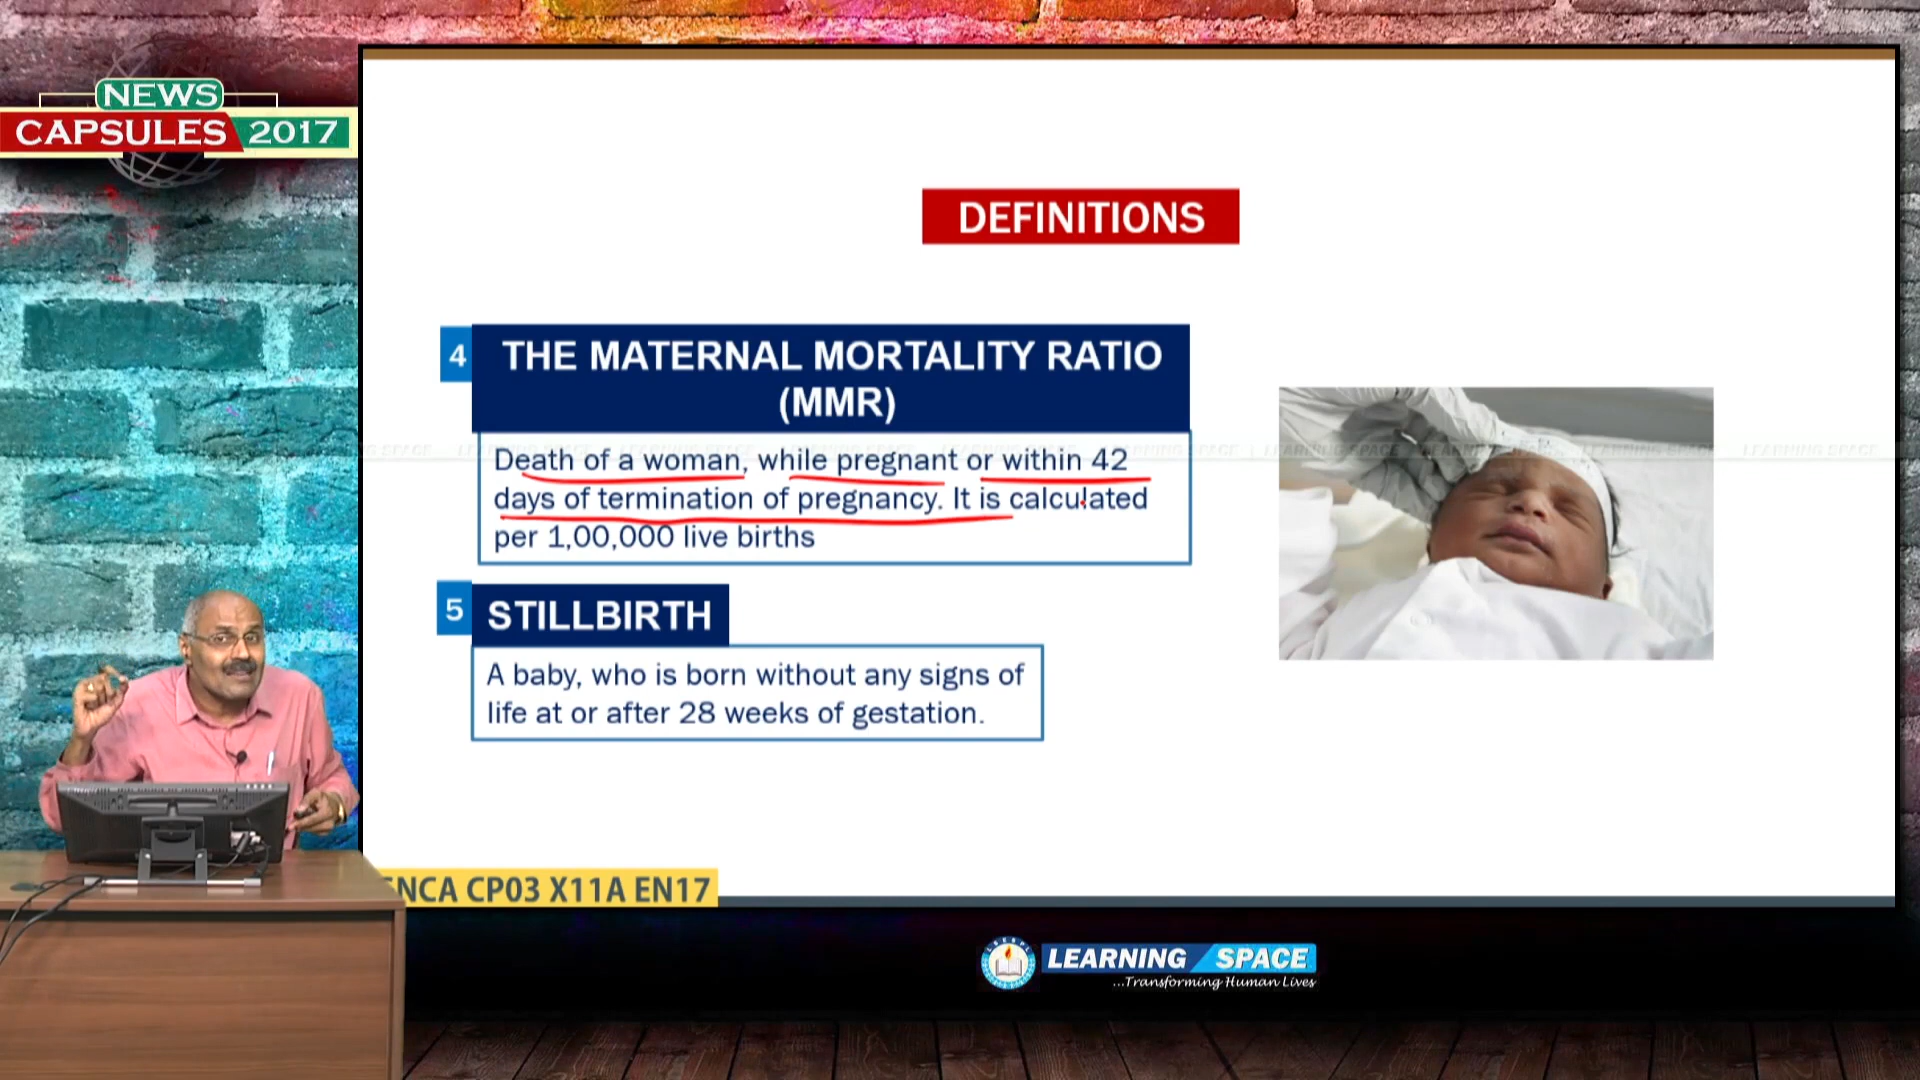 NEWS
CAPSULES 2017
DEFINITIONS
4
THE MATERNAL MORTALITY RATIO
(MMR)
Death of a woman, while pregnant or within 42
days of termination of pregnancy. It is calculated
per 1,00,000 live births
5
STILLBIRTH
A baby, who is born without any signs of
life at or after 28 weeks of gestation.
LEARNING SPACE
NCA CP03 X11A EN17
LEARNING SPACE
...Transforming Human Lives